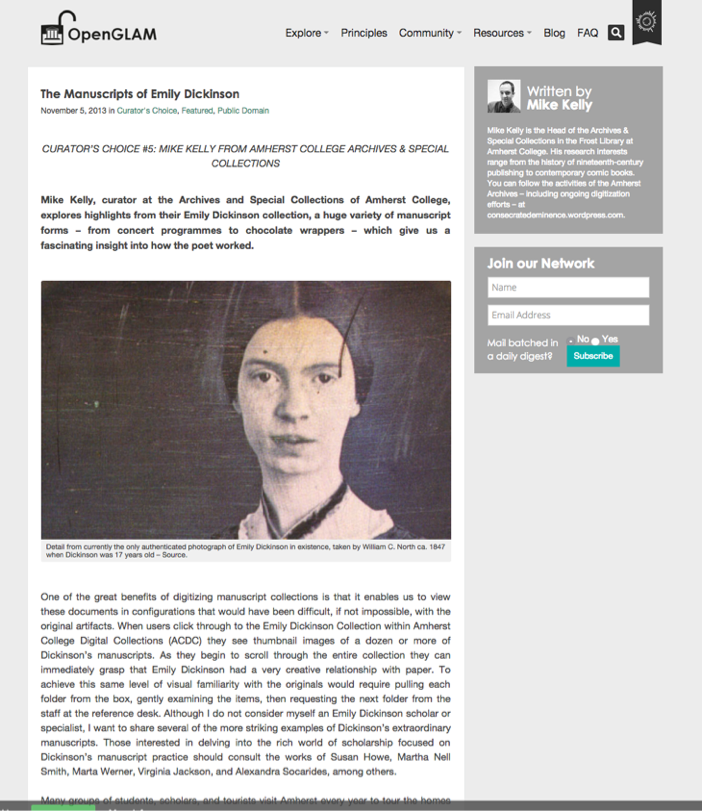 OpenGLAM
Explore Principles Community Resources Blog FAQ
The Manuscripts of Emily Dickinson
November 5, 2013 in Curator's Choice, Featured, Public Domain
CURATOR'S CHOICE #5: MIKE KELLY FROM AMHERST COLLEGE ARCHIVES & SPECIAL
COLLECTIONS
Mike Kelly, curator at the Archives and Special Collections of Amherst College,
explores highlights from their Emily Dickinson collection, a huge variety of manuscript
forms – from concert programmes to chocolate wrappers – which give us a
fascinating insight into how the poet worked.
Detail from currently the only authenticated photograph of Emily Dickinson in existence, taken by William C. North ca. 1847
when Dickinson was 17 years old – Source.
One of the great benefits of digitizing manuscript collections is that it enables us to view
these documents in configurations that would have been difficult, if not impossible, with the
original artifacts. When users click through to the Emily Dickinson Collection within Amherst
College Digital Collections (ACDC) they see thumbnail images of a dozen or more of
Dickinson's manuscripts. As they begin to scroll through the entire collection they can
immediately grasp that Emily Dickinson had a very creative relationship with paper. To
achieve this same level of visual familiarity with the originals would require pulling each
folder from the box, gently examining the items, then requesting the next folder from the
staff at the reference desk. Although I do not consider myself an Emily Dickinson scholar or
specialist, I want to share several of the more striking examples of Dickinson's extraordinary
manuscripts. Those interested in delving into the rich world of scholarship focused on
Dickinson's manuscript practice should consult the works of Susan Howe, Martha Nell
Smith, Marta Werner, Virginia Jackson, and Alexandra Socarides, among others.
Many groups of students, scholars, and tourists visit Amherst every year to tour the homes
Written by
Mike Kelly
Mike Kelly is the Head of the Archives &
Special Collections in the Frost Library at
Amherst College. His research interests
range from the history of nineteenth-century
publishing to contemporary comic books.
You can follow the activities of the Amherst
Archives – including ongoing digitization
efforts – at
consecratedeminence.wordpress.com.
Join our Network
Name
Email Address
Mail batched in
a daily digest?
No Yes
Subscribe